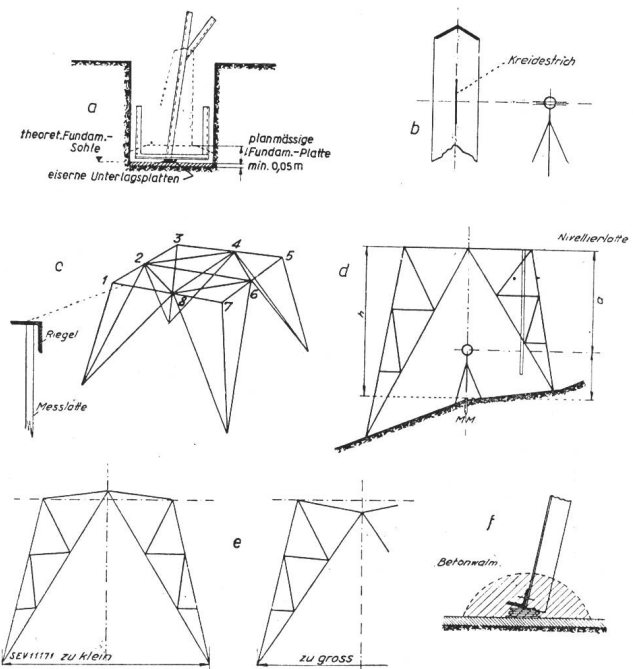 a
theoret. Fundam.-
Sohle
eiserne Unterlagsplatten
planmässige
Fundam.-Platte
min. 0,05 m
b
Kreidestrich
c
1
2
3
4
5
6
7
8
Riegel
Messlatte
d
Nivellierlatte
h
a
M M
e
SEV11171 zu klein
zu gross
f
Betonwalm